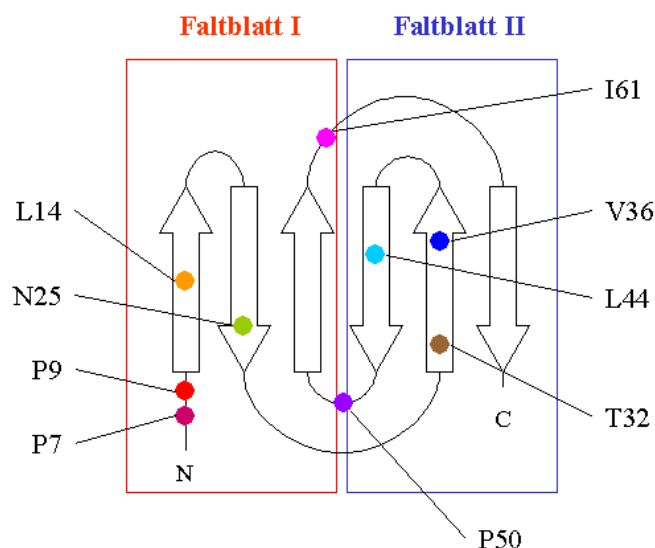 Faltblatt I
Faltblatt II
I61
L14
V36
N25
L44
P9
T32
C
P7
N
P50